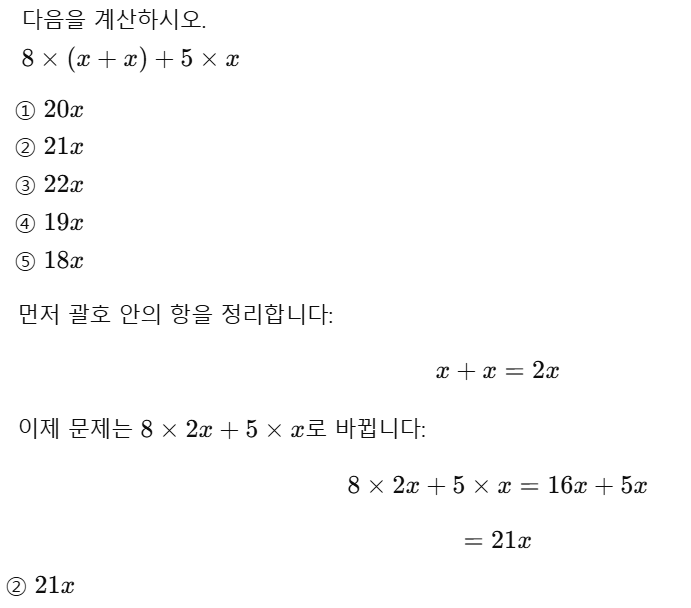 다음을 계산하시오.
8 × (x + x) + 5 × x
① 20x
② 21x
③ 22x
④ 19x
⑤ 18x
먼저 괄호 안의 항을 정리합니다:
x + x = 2x
이제 문제는 8 × 2x + 5 × x로 바뀝니다:
8 × 2x + 5 × x = 16x + 5x
= 21x
② 21x